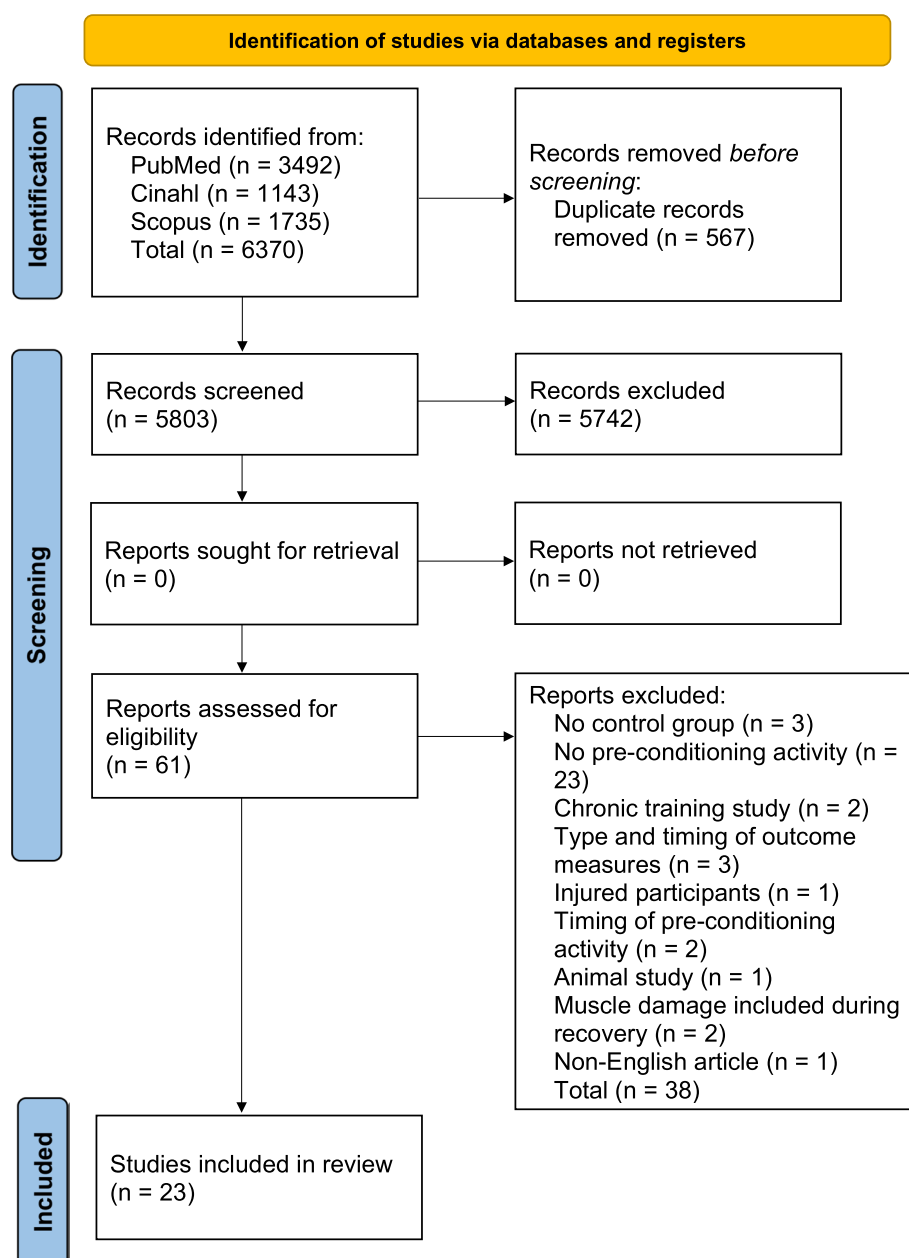 Identification of studies via databases and registers
Identification
Records identified from:
PubMed (n = 3492)
Cinahl (n = 1143)
Scopus (n = 1735)
Total (n = 6370)
Records removed before
screening:
Duplicate records
removed (n = 567)
Screening
Records screened
(n = 5803)
Records excluded
(n = 5742)
Reports sought for retrieval
(n = 0)
Reports not retrieved
(n = 0)
Reports assessed for
eligibility
(n = 61)
Reports excluded:
No control group (n = 3)
No pre-conditioning activity (n =
23)
Chronic training study (n = 2)
Type and timing of outcome
measures (n = 3)
Injured participants (n = 1)
Timing of pre-conditioning
activity (n = 2)
Animal study (n = 1)
Muscle damage included during
recovery (n = 2)
Non-English article (n = 1)
Total (n = 38)
Included
Studies included in review
(n = 23)